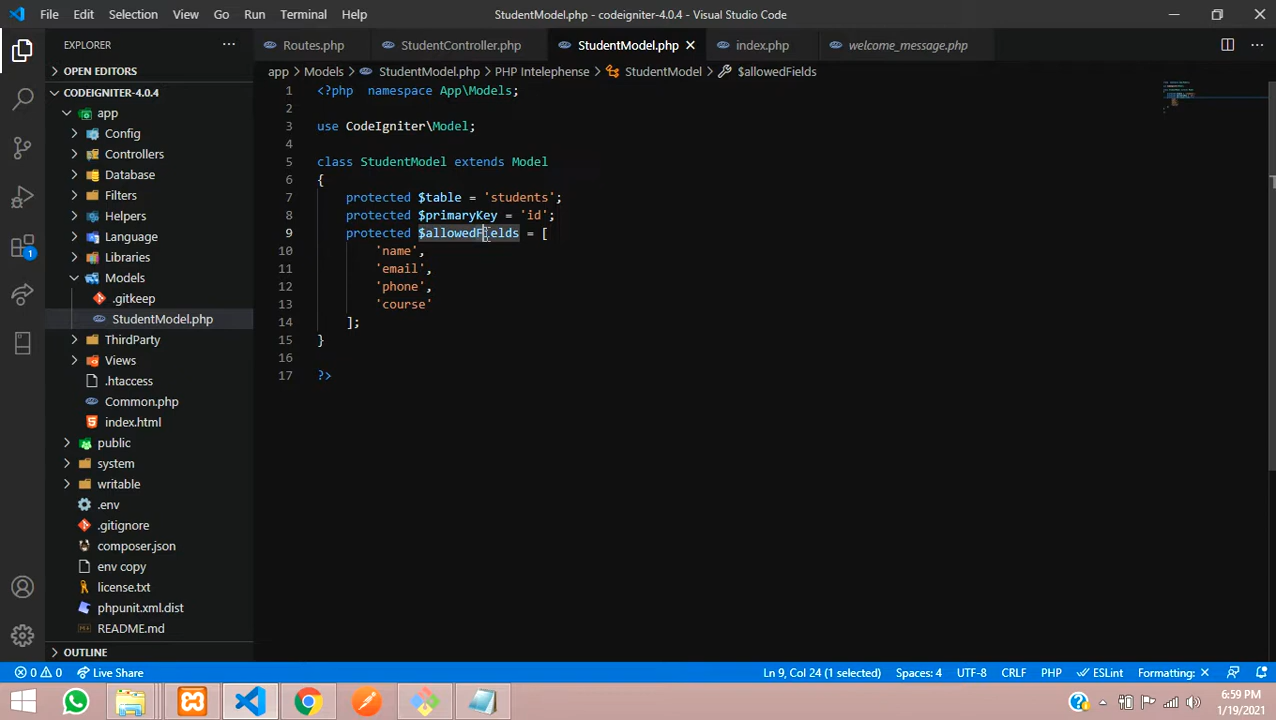 File Edit Selection View Go Run Terminal Help
StudentModel.php - codeigniter-4.0.4 - Visual Studio Code
EXPLORER
Routes.php StudentController.php StudentModel.php index.php welcome_message.php
app Models StudentModel.php PHP Intelephense StudentModel $allowedFields
OPEN EDITORS
CODEIGNITER-4.0.4
app
Config
Controllers
Database
Filters
Helpers
Language
Libraries
Models
.gitkeep
StudentModel.php
ThirdParty
Views
.htaccess
Common.php
index.html
public
system
writable
.env
.gitignore
composer.json
env copy
license.txt
phpunit.xml.dist
README.md
OUTLINE
1 <?php  namespace App\Models;
2
3 use CodeIgniter\Model;
4
5 class StudentModel extends Model
6 {
7     protected $table = 'students';
8     protected $primaryKey = 'id';
9     protected $allowedFields = [
10         'name',
11         'email',
12         'phone',
13         'course'
14     ];
15 }
16
17 ?>
1
0 0 Live Share
Ln 9, Col 24 (1 selected) Spaces: 4 UTF-8 CRLF PHP ESLint Formatting: ✕
6:59 PM
1/19/2021